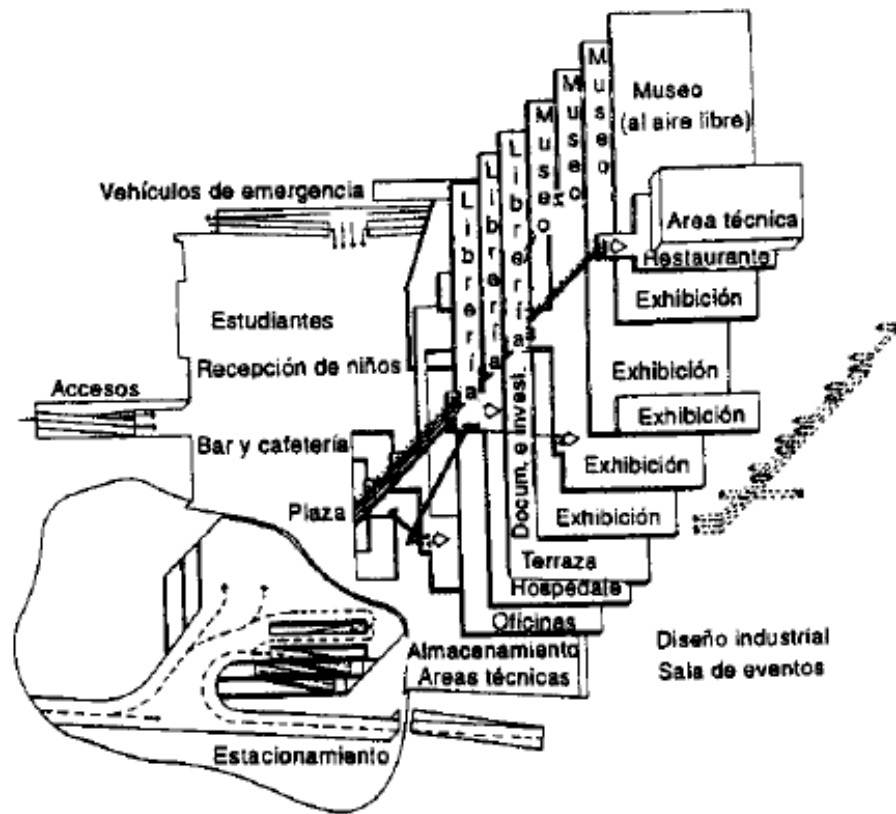 Museo
(al aire libre)
Museo
Museo
Museo
Librería
Librería
Librería
Vehículos de emergencia
Area técnica
Restaurante
Exhibición
Estudiantes
Recepción de niños
Exhibición
Accesos
Exhibición
Bar y cafetería
Docum, e invest.
Exhibición
Plaza
Exhibición
Terraza
Hospedaje
Oficinas
Almacenamiento
Areas técnicas
Diseño industrial
Sala de eventos
Estacionamiento